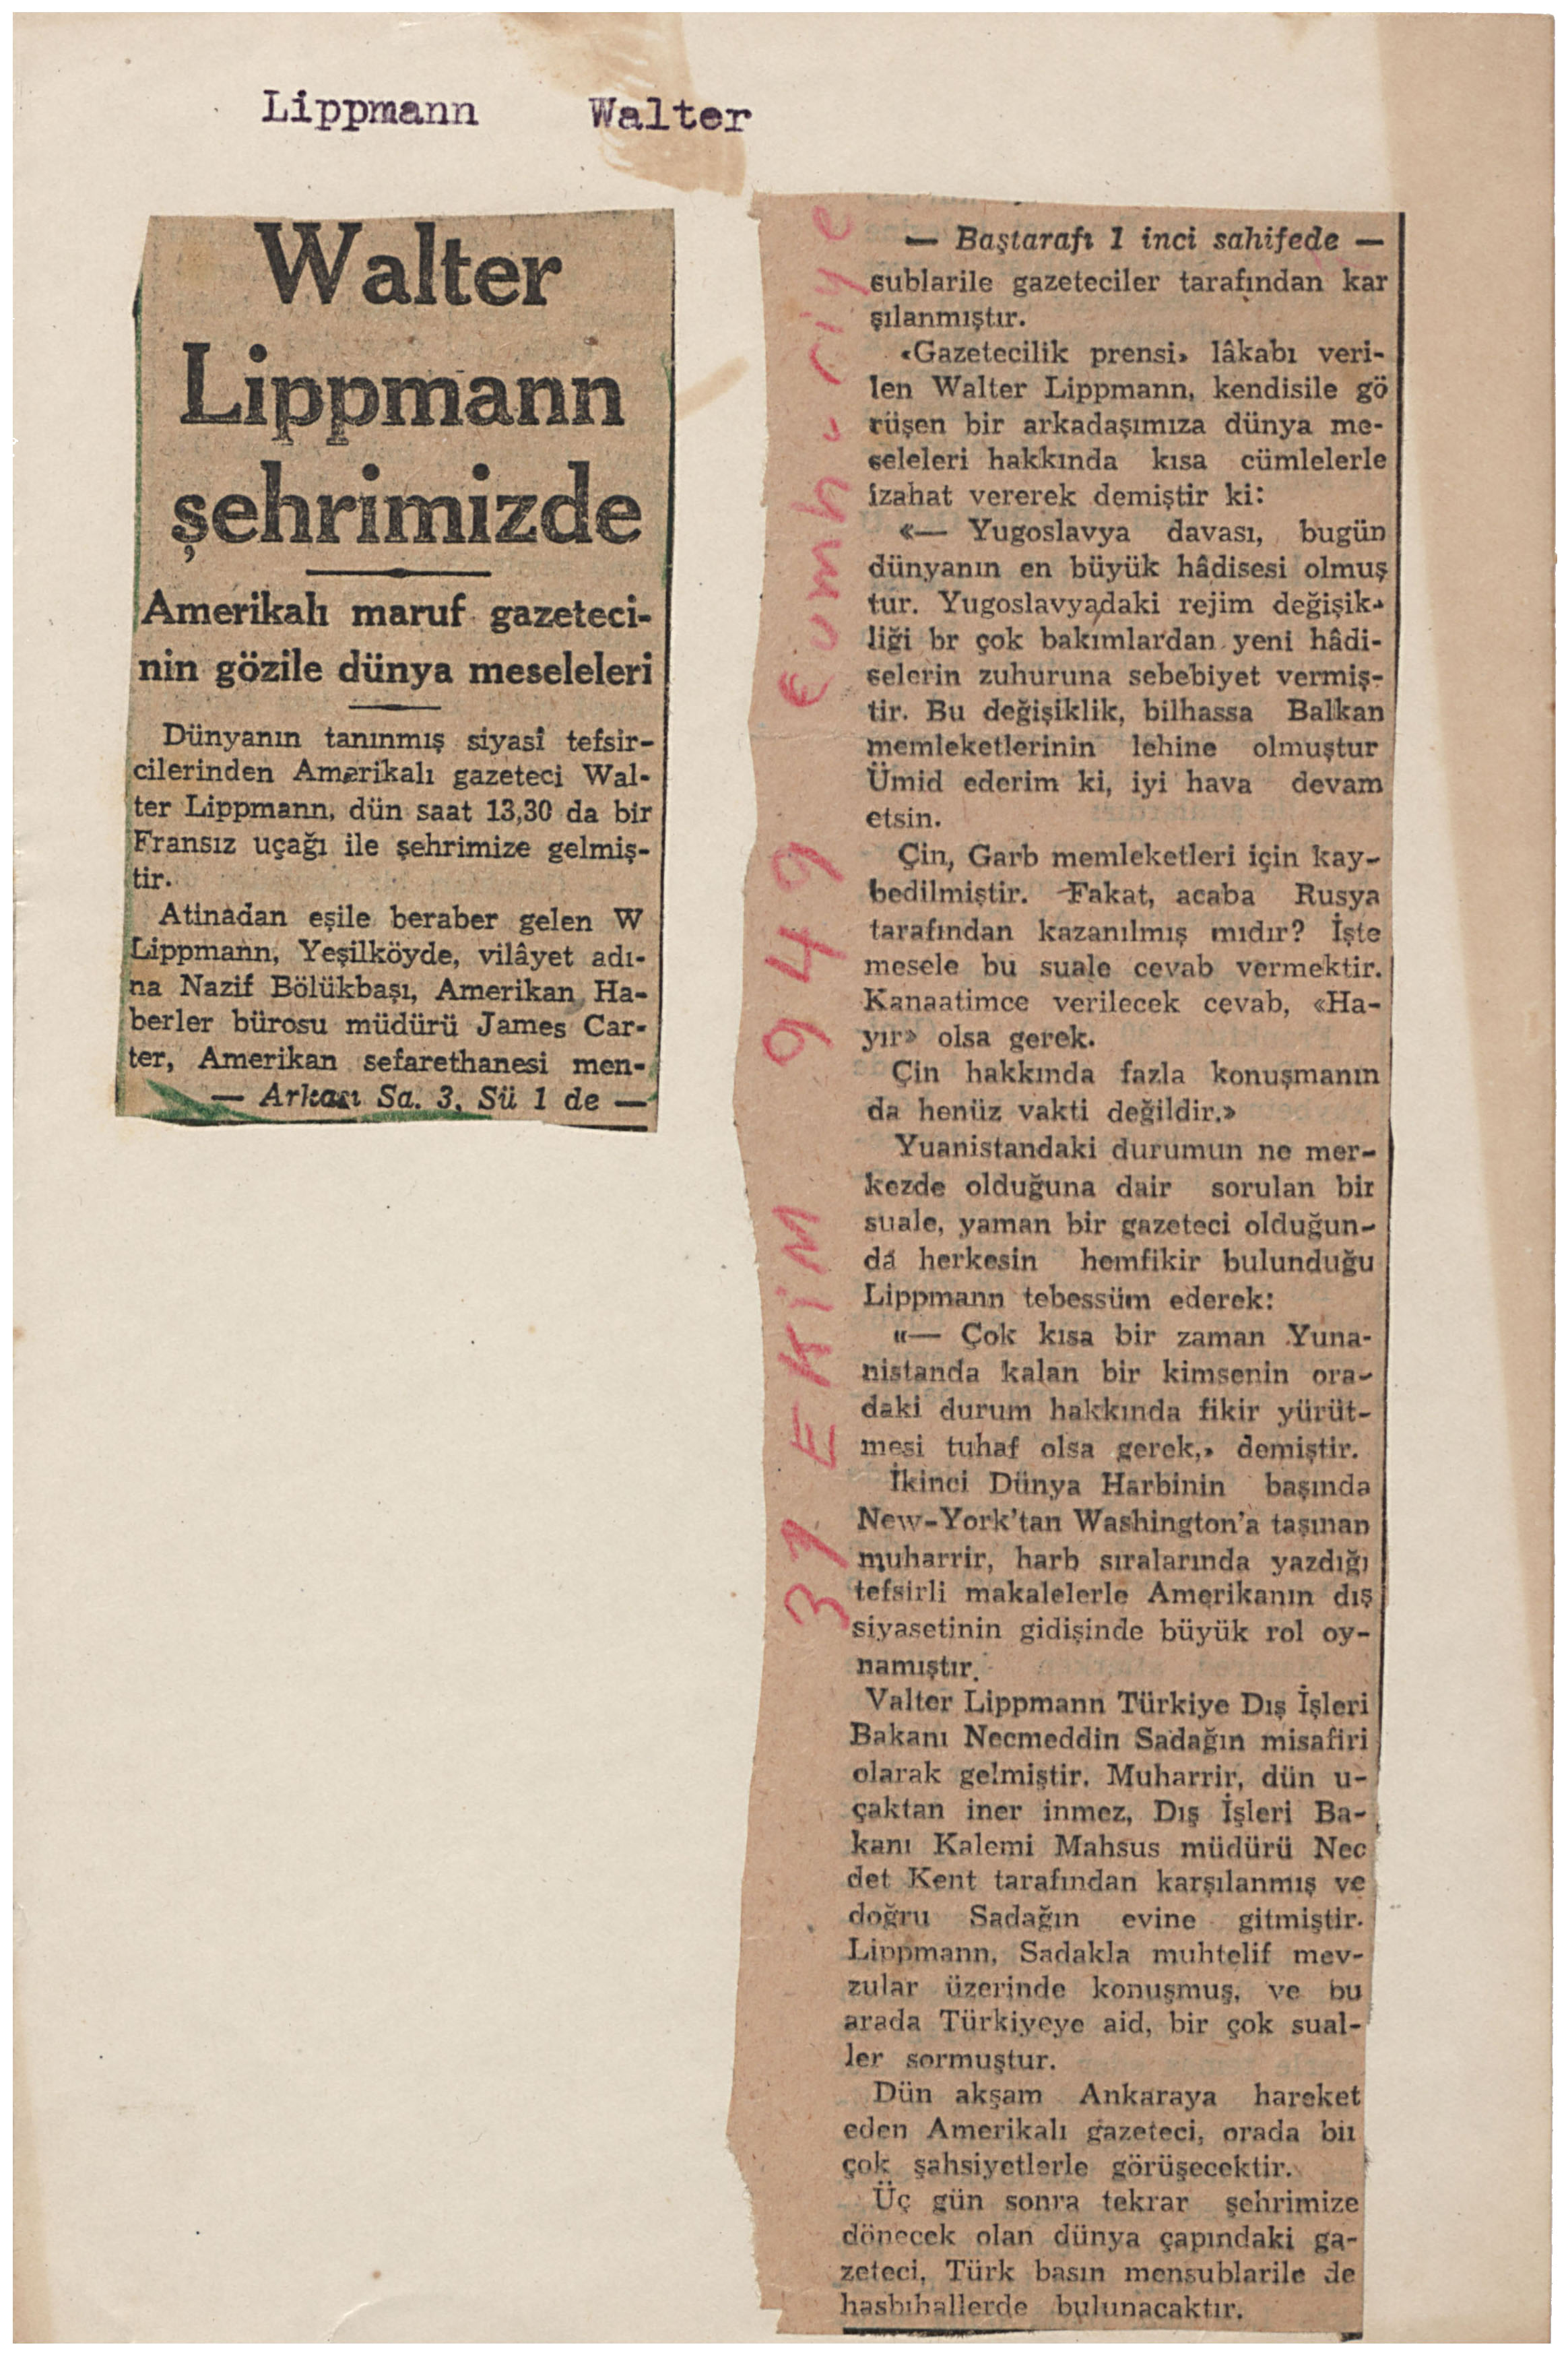 Lippmann Walter
Walter
Lippmann
şehrimizde
Amerikalı maruf gazeteci-
nin gözile dünya meseleleri
Dünyanın tanınmış siyasî tefsir-
cilerinden Amerikalı gazeteci Wal-
ter Lippmann, dün saat 13,30 da bir
Fransız uçağı ile şehrimize gelmiş-
tir.
Atinadan eşile beraber gelen W
Lippmann, Yeşilköyde, vilâyet adı-
na Nazif Bölükbaşı, Amerikan Ha-
berler bürosu müdürü James Car-
ter, Amerikan sefarethanesi men-
— Arkası Sa. 3, Sü 1 de —
— Baştarafı 1 inci sahifede —
sublarile gazeteciler tarafından kar
şılanmıştır.
«Gazetecilik prensi» lâkabı veri-
len Walter Lippmann, kendisile gö
rüşen bir arkadaşımıza dünya me-
seleleri hakkında kısa cümlelerle
izahat vererek demiştir ki:
«— Yugoslavya davası, bugün
dünyanın en büyük hâdisesi olmuş
tur. Yugoslavyadaki rejim değişik-
liği br çok bakımlardan yeni hâdi-
selerin zuhuruna sebebiyet vermiş-
tir. Bu değişiklik, bilhassa Balkan
memleketlerinin lehine olmuştur
Ümid ederim ki, iyi hava devam
etsin.
Çin, Garb memleketleri için kay-
bedilmiştir. Fakat, acaba Rusya
tarafından kazanılmış mıdır? İşte
mesele bu suale cevab vermektir.
Kanaatimce verilecek cevab, «Ha-
yır» olsa gerek.
Çin hakkında fazla konuşmanın
da henüz vakti değildir.»
Yuanistandaki durumun ne mer-
kezde olduğuna dair sorulan bir
suale, yaman bir gazeteci olduğun-
da herkesin hemfikir bulunduğu
Lippmann tebessüm ederek:
«— Çok kısa bir zaman Yuna-
nistanda kalan bir kimsenin ora-
daki durum hakkında fikir yürüt-
mesi tuhaf olsa gerek,» demiştir.
İkinci Dünya Harbinin başında
New-York'tan Washington'a taşınan
muharrir, harb sıralarında yazdığı
tefsirli makalelerle Amerikanın dış
siyasetinin gidişinde büyük rol oy-
namıştır.
Valter Lippmann Türkiye Dış İşleri
Bakanı Necmeddin Sadağın misafiri
olarak gelmiştir. Muharrir, dün u-
çaktan iner inmez, Dış İşleri Ba-
kanı Kalemi Mahsus müdürü Nec
det Kent tarafından karşılanmış ve
doğru Sadağın evine gitmiştir.
Lippmann, Sadakla muhtelif mev-
zular üzerinde konuşmuş, ve bu
arada Türkiyeye aid, bir çok sual-
ler sormuştur.
Dün akşam Ankaraya hareket
eden Amerikalı gazeteci, orada bir
çok şahsiyetlerle görüşecektir.
Üç gün sonra tekrar şehrimize
dönecek olan dünya çapındaki ga-
zeteci, Türk basın mensublarile de
hasbıhallerde bulunacaktır.
31 EKİM 949 Cumhuriye